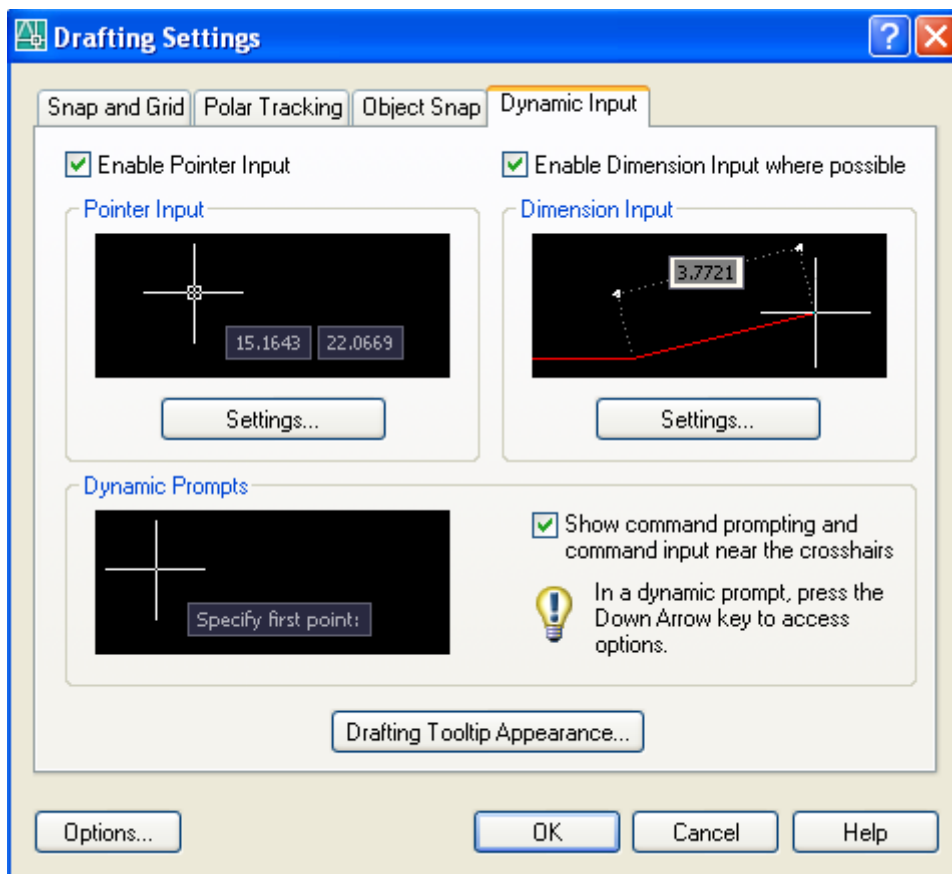 Drafting Settings
Snap and Grid
Polar Tracking
Object Snap
Dynamic Input
Enable Pointer Input
Enable Dimension Input where possible
Pointer Input
15.1643 22.0669
Settings...
Dimension Input
3.7721
Settings...
Dynamic Prompts
Specify first point:
Show command prompting and
command input near the crosshairs
In a dynamic prompt, press the
Down Arrow key to access
options.
Drafting Tooltip Appearance...
Options...
OK
Cancel
Help